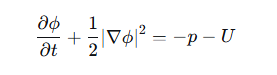 ∂ϕ/∂t + 1/2|∇ϕ|² = −p − U